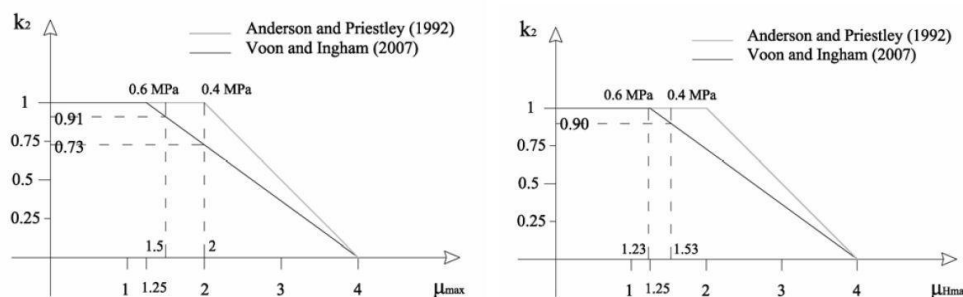 k2
Anderson and Priestley (1992)
Voon and Ingham (2007)
0.6 MPa
0.4 MPa
1
0.91
0.75
0.73
0.5
0.25
1.5
2
1
1.25
2
3
4
μmax
k2
Anderson and Priestley (1992)
Voon and Ingham (2007)
0.6 MPa
0.4 MPa
1
0.90
0.75
0.5
0.25
1.23
1.53
1
1.25
2
3
4
μHma